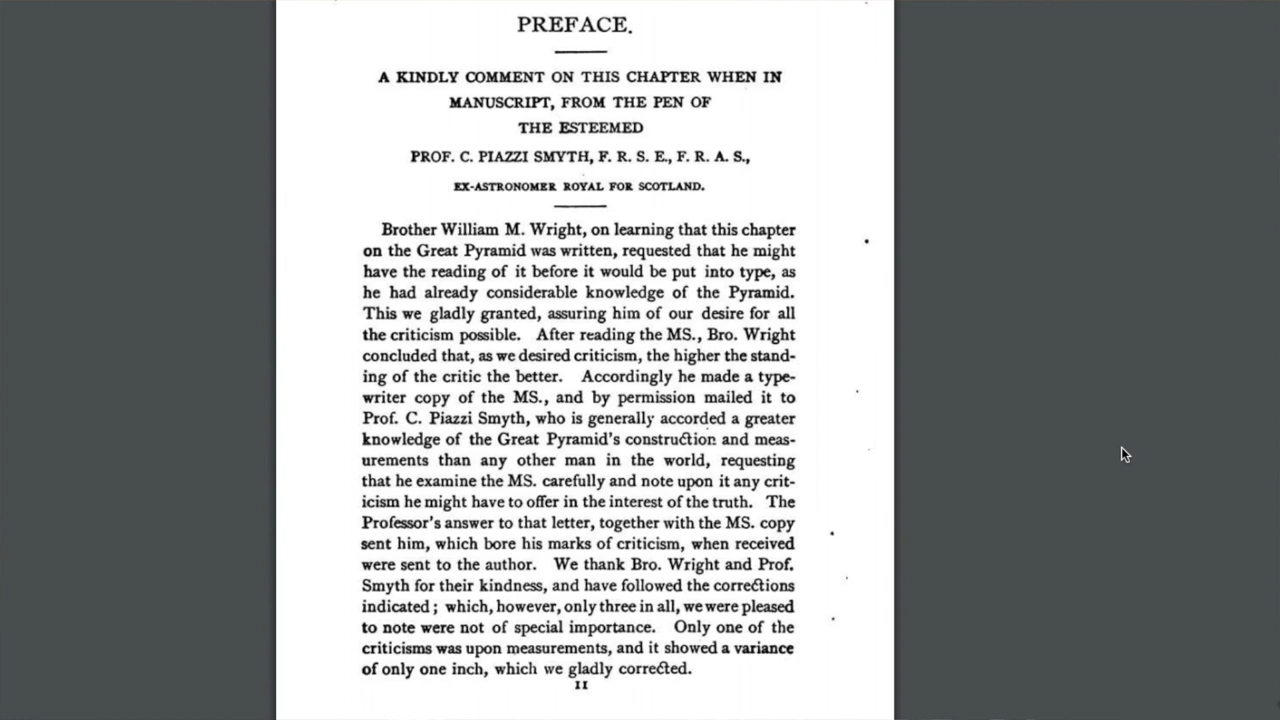 PREFACE.
A KINDLY COMMENT ON THIS CHAPTER WHEN IN
MANUSCRIPT, FROM THE PEN OF
THE ESTEEMED
PROF. C. PIAZZI SMYTH, F. R. S. E., F. R. A. S.,
EX-ASTRONOMER ROYAL FOR SCOTLAND.
Brother William M. Wright, on learning that this chapter
on the Great Pyramid was written, requested that he might
have the reading of it before it would be put into type, as
he had already considerable knowledge of the Pyramid.
This we gladly granted, assuring him of our desire for all
the criticism possible. After reading the MS., Bro. Wright
concluded that, as we desired criticism, the higher the stand-
ing of the critic the better. Accordingly he made a type-
writer copy of the MS., and by permission mailed it to
Prof. C. Piazzi Smyth, who is generally accorded a greater
knowledge of the Great Pyramid's construction and meas-
urements than any other man in the world, requesting
that he examine the MS. carefully and note upon it any crit-
icism he might have to offer in the interest of the truth. The
Professor's answer to that letter, together with the MS. copy
sent him, which bore his marks of criticism, when received
were sent to the author. We thank Bro. Wright and Prof.
Smyth for their kindness, and have followed the corrections
indicated; which, however, only three in all, we were pleased
to note were not of special importance. Only one of the
criticisms was upon measurements, and it showed a variance
of only one inch, which we gladly corrected.
11